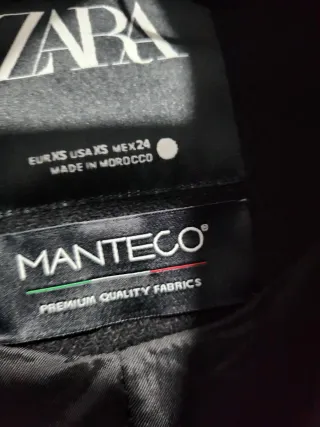 ZARA
EUR XS USA XS MEX 24
MADE IN MOROCCO
MANTECO®
PREMIUM QUALITY FABRICS